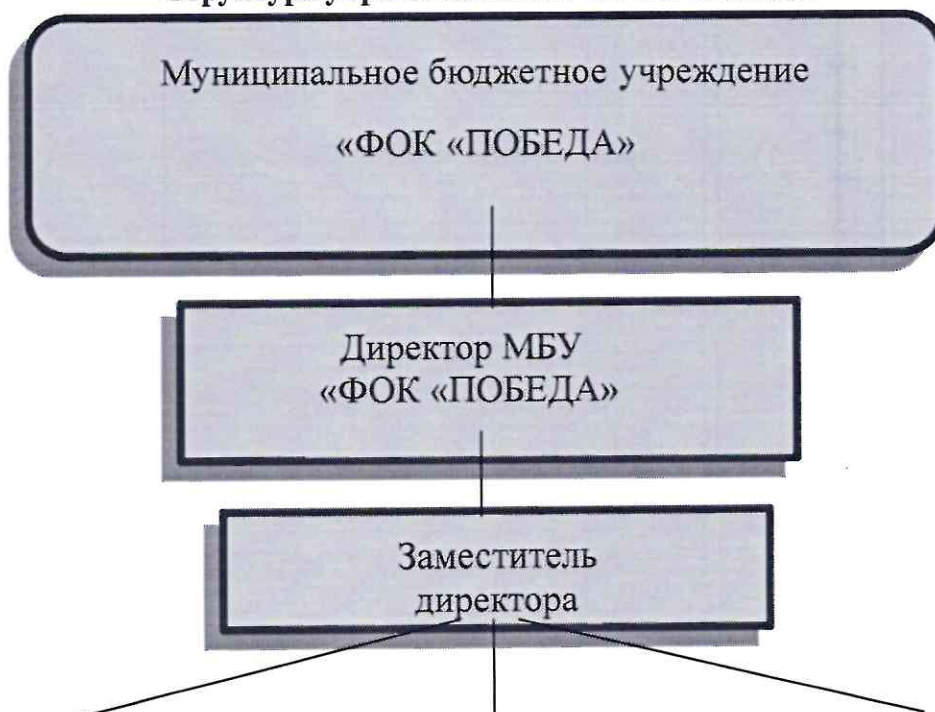 Муниципальное бюджетное учреждение
«ФОК «ПОБЕДА»
Директор МБУ
«ФОК «ПОБЕДА»
Заместитель
директора